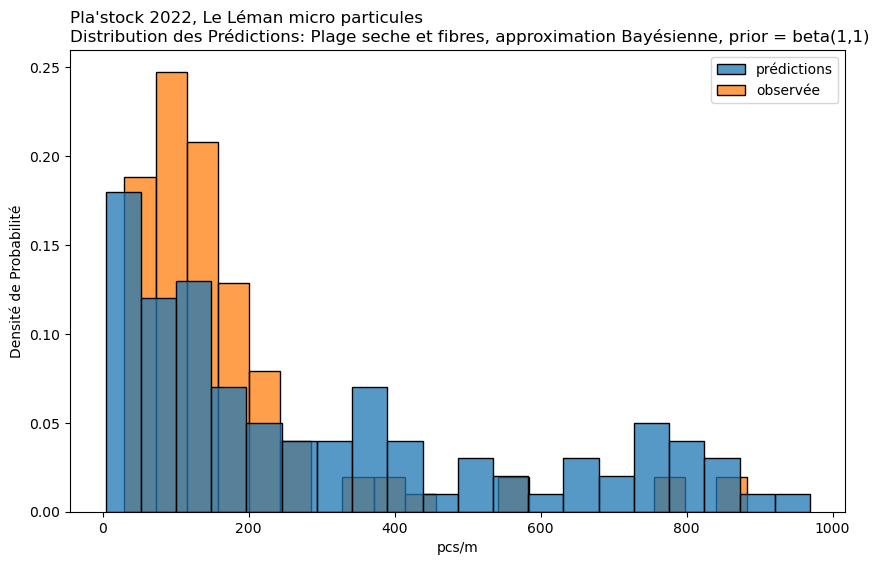 Pla'stock 2022, Le Léman micro particules
Distribution des Prédictions: Plage seche et fibres, approximation Bayésienne, prior = beta(1,1)
prédictions
observée
Densité de Probabilité
0.25
0.20
0.15
0.10
0.05
0.00
0
200
400
600
800
1000
pcs/m